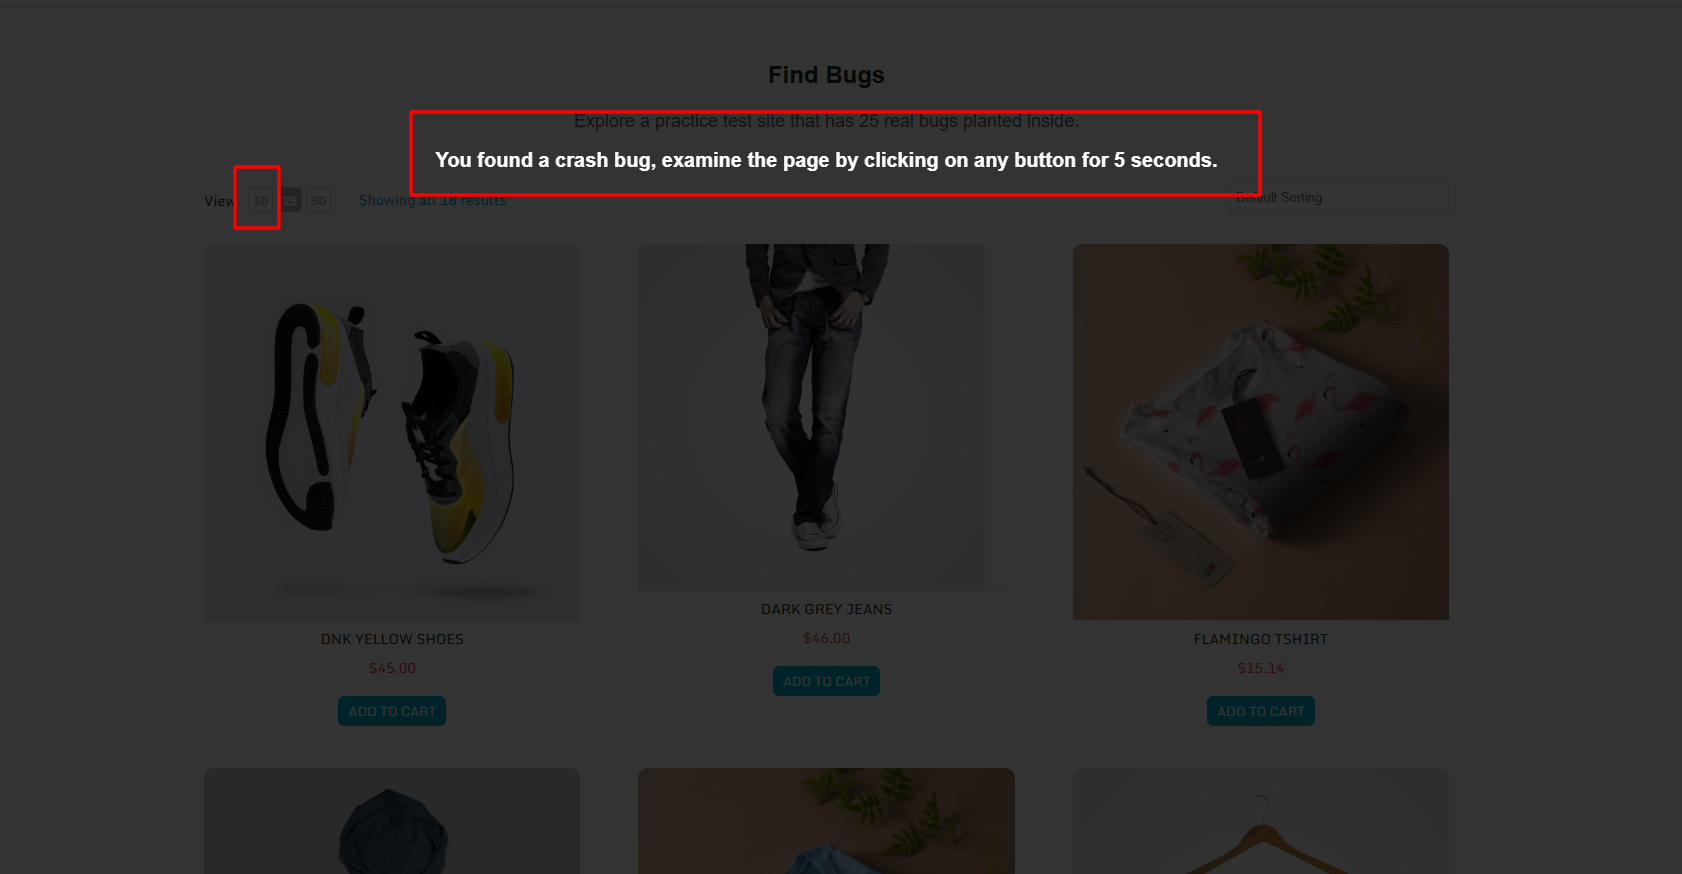 Find Bugs
Explore a practice test site that has 25 real bugs planted inside.
You found a crash bug, examine the page by clicking on any button for 5 seconds.
View 10 25 50 Showing all 18 results Default Sorting
DARK GREY JEANS
DNK YELLOW SHOES $46.00 FLAMINGO TSHIRT
$45.00 $15.14
ADD TO CART
ADD TO CART ADD TO CART